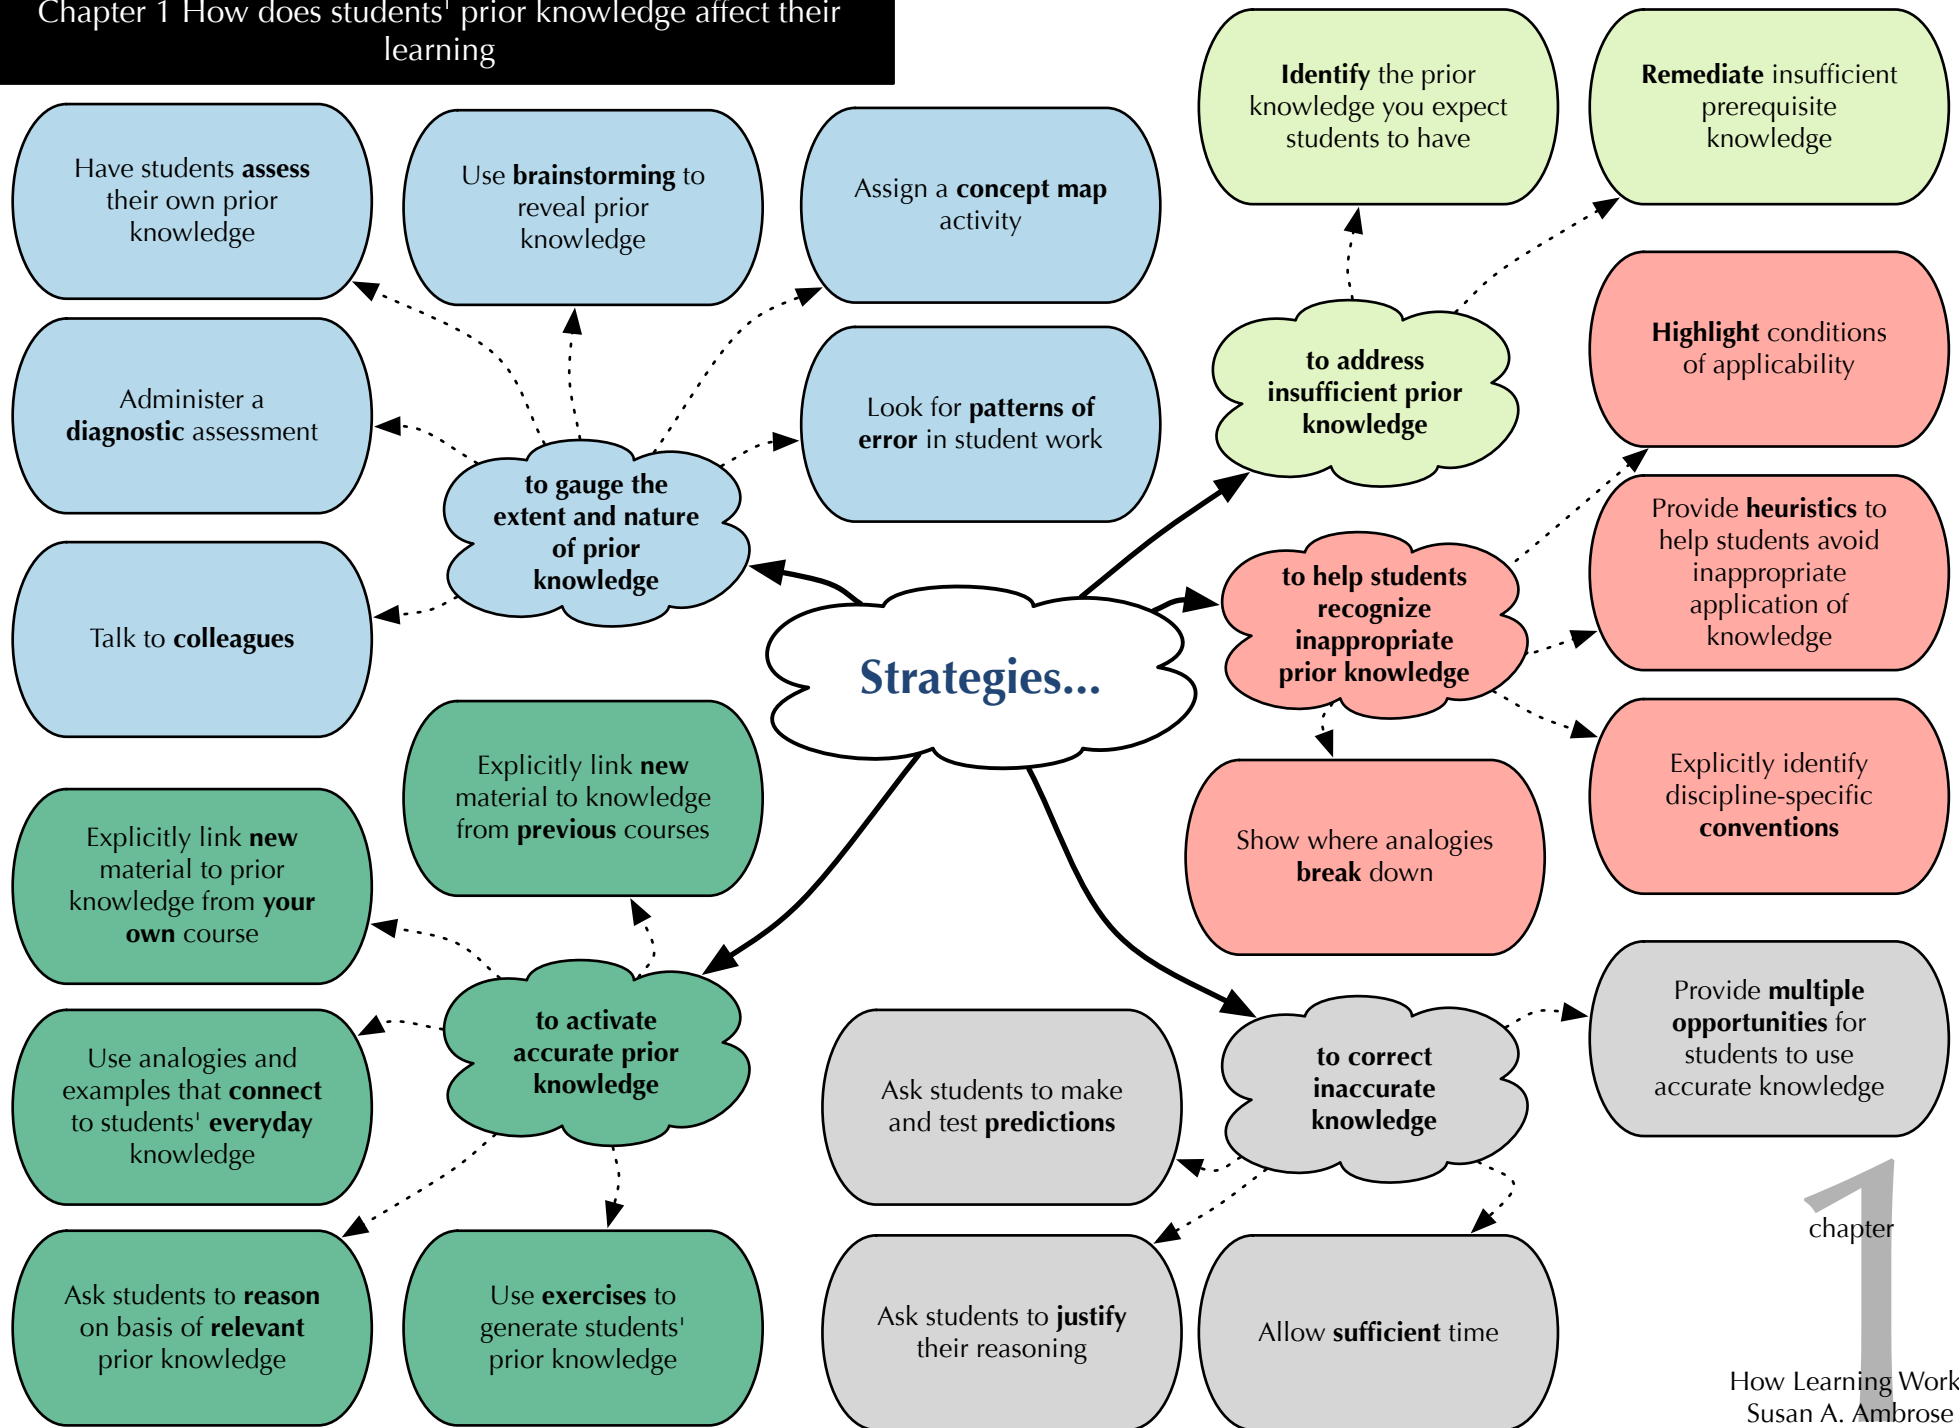 Chapter 1 How does students' prior knowledge affect their
learning
Have students assess
their own prior
knowledge
Use brainstorming to
reveal prior
knowledge
Assign a concept map
activity
Identify the prior
knowledge you expect
students to have
Remediate insufficient
prerequisite
knowledge
Administer a
diagnostic assessment
Look for patterns of
error in student work
to address
insufficient prior
knowledge
Highlight conditions
of applicability
to gauge the
extent and nature
of prior
knowledge
Talk to colleagues
Strategies...
to help students
recognize
inappropriate
prior knowledge
Provide heuristics to
help students avoid
inappropriate
application of
knowledge
Explicitly link new
material to knowledge
from previous courses
Show where analogies
break down
Explicitly identify
discipline-specific
conventions
Explicitly link new
material to prior
knowledge from your
own course
to activate
accurate prior
knowledge
Use analogies and
examples that connect
to students' everyday
knowledge
Ask students to make
and test predictions
to correct
inaccurate
knowledge
Provide multiple
opportunities for
students to use
accurate knowledge
Ask students to reason
on basis of relevant
prior knowledge
Use exercises to
generate students'
prior knowledge
Ask students to justify
their reasoning
Allow sufficient time
1
chapter
How Learning Work
Susan A. Ambrose